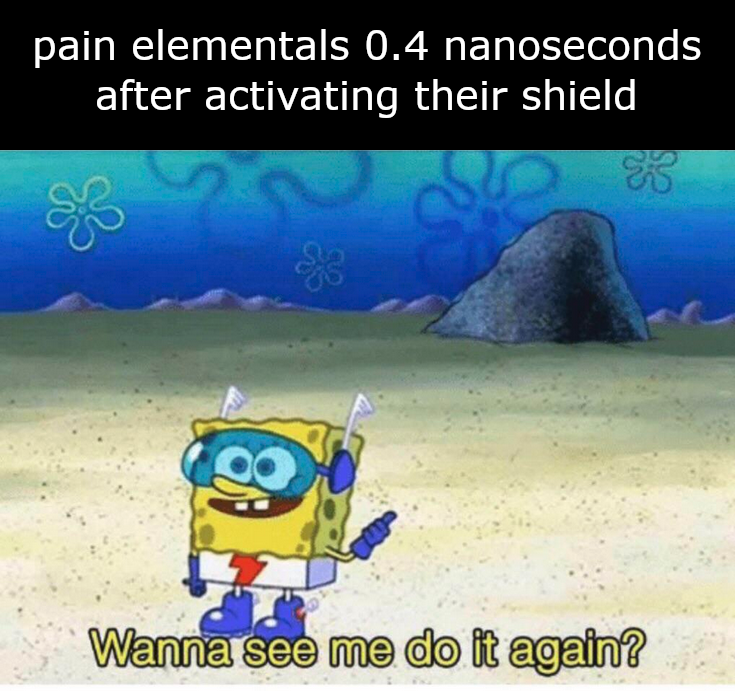 pain elementals 0.4 nanoseconds
after activating their shield
Wanna see me do it again?